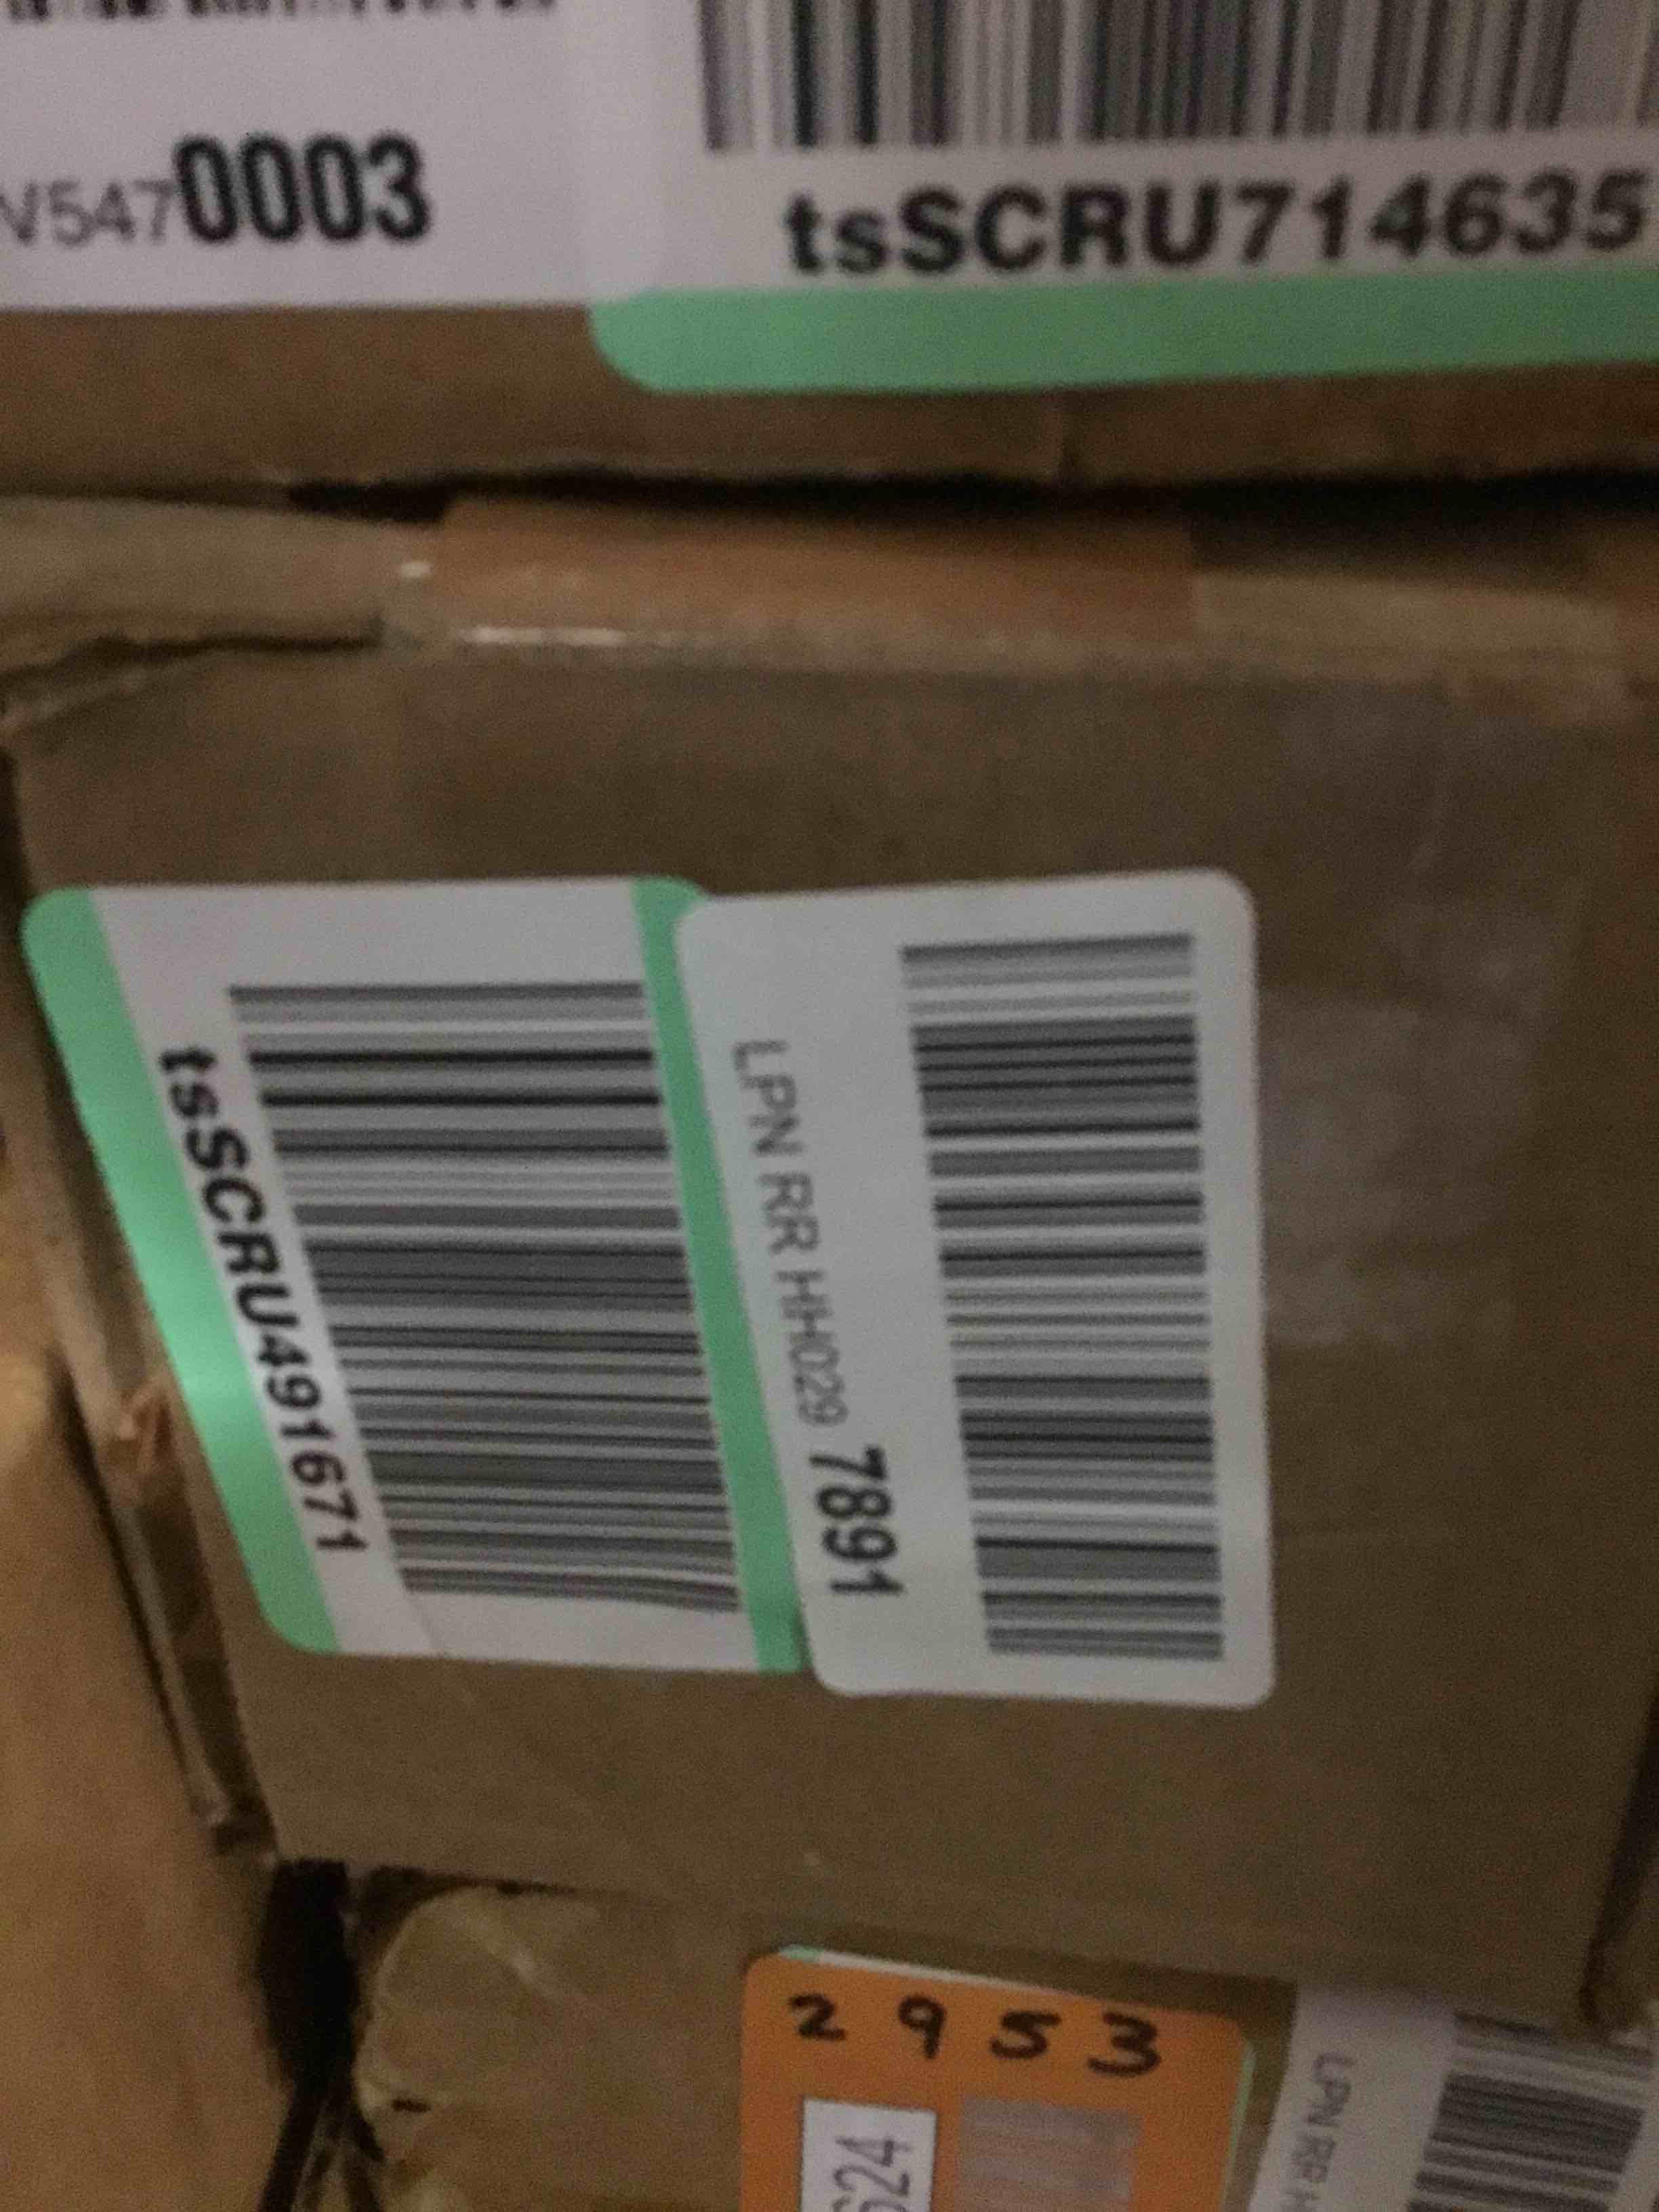 V5470003
tsSCRU714635
tsSCRU491671
LPN RR HH029 7891
2953
LPN RR H